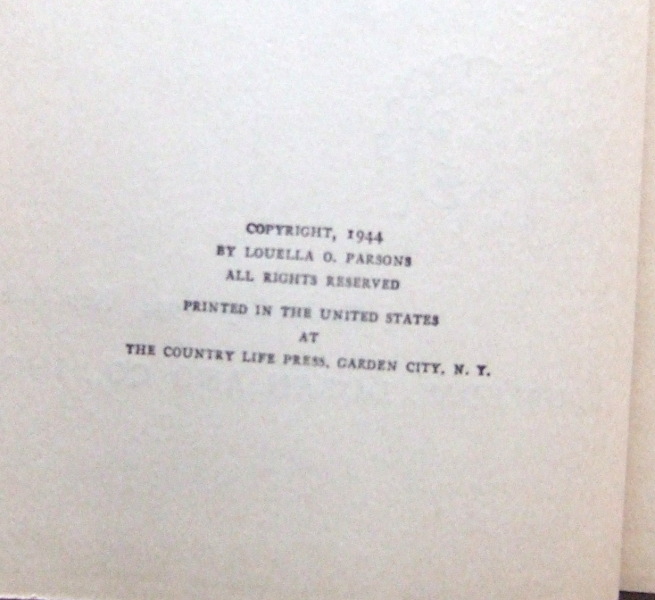 COPYRIGHT, 1944
BY LOUELLA O. PARSONS
ALL RIGHTS RESERVED
PRINTED IN THE UNITED STATES
AT
THE COUNTRY LIFE PRESS, GARDEN CITY, N. Y.